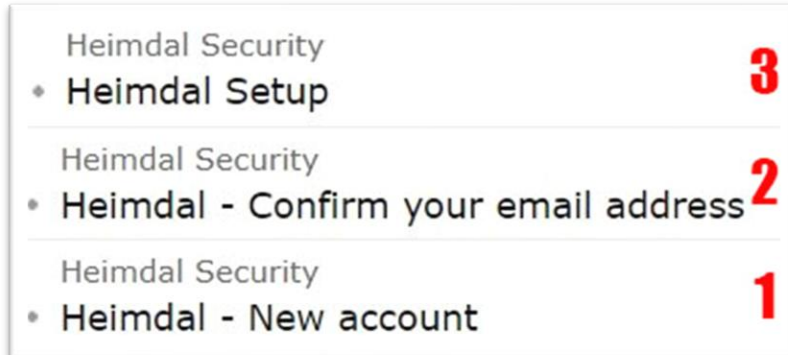 Heimdal Security
Heimdal Setup 3
Heimdal Security
Heimdal - Confirm your email address 2
Heimdal Security
Heimdal - New account 1